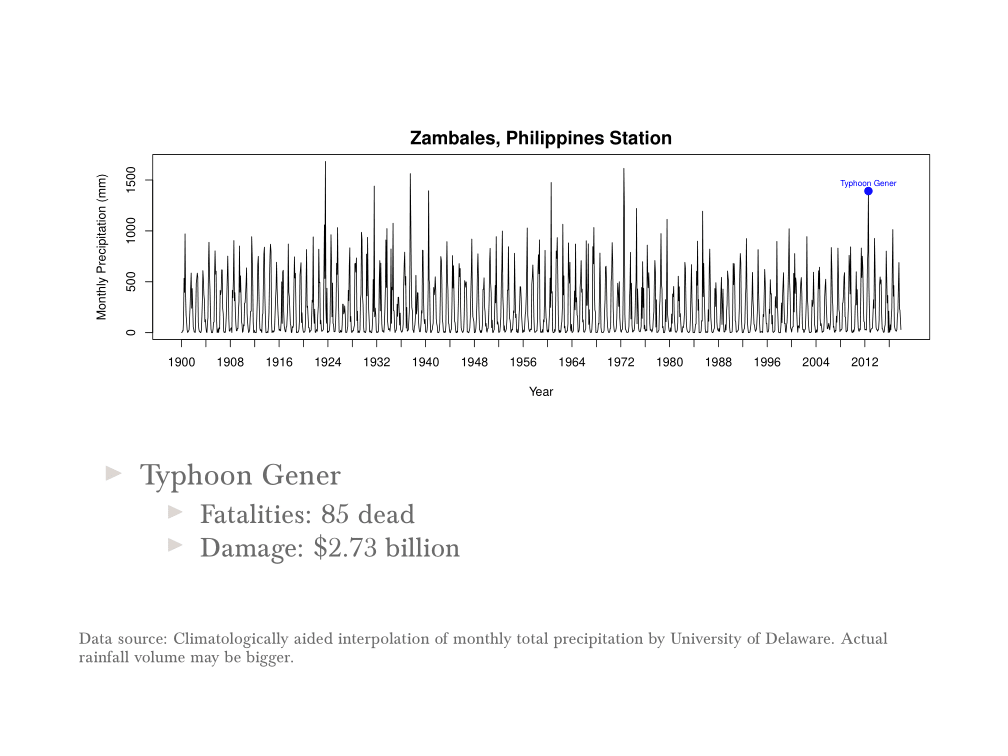 Zambales, Philippines Station
Monthly Precipitation (mm)
1500
1000
500
0
Typhoon Gener
1900 1908 1916 1924 1932 1940 1948 1956 1964 1972 1980 1988 1996 2004 2012
Year
Typhoon Gener
Fatalities: 85 dead
Damage: $2.73 billion
Data source: Climatologically aided interpolation of monthly total precipitation by University of Delaware. Actual
rainfall volume may be bigger.